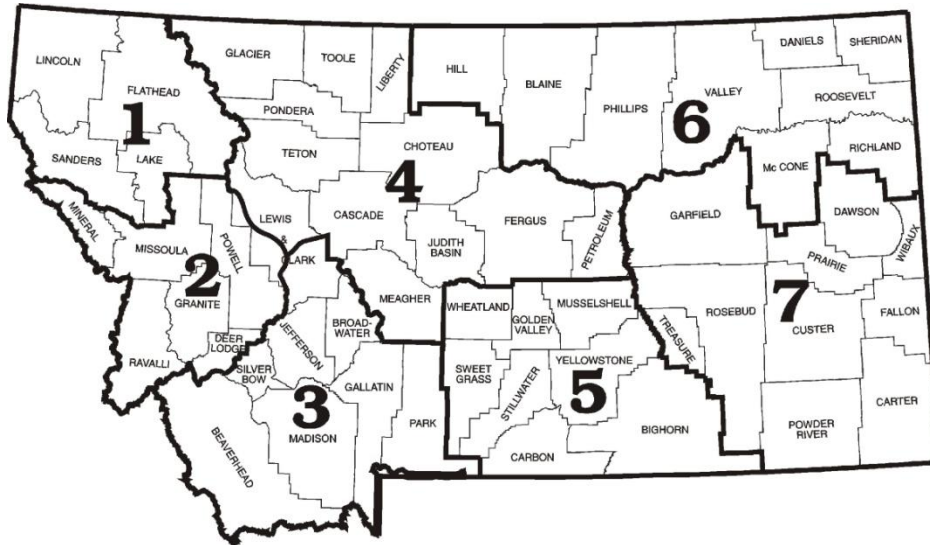 LINCOLN
FLATHEAD
1
SANDERS
LAKE
GLACIER
TOOLE
LIBERTY
PONDERA
TETON
CHOTEAU
4
LEWIS
&
CLARK
CASCADE
JUDITH
BASIN
FERGUS
PETROLEUM
MEAGHER
HILL
BLAINE
PHILLIPS
VALLEY
6
DANIELS
SHERIDAN
ROOSEVELT
RICHLAND
Mc CONE
MINERAL
MISSOULA
POWELL
2
GRANITE
DEER
LODGE
RAVALLI
SILVER
BOW
JEFFERSON
BROAD-
WATER
GALLATIN
3
MADISON
PARK
BEAVERHEAD
WHEATLAND
GOLDEN
VALLEY
MUSSELSHELL
SWEET
GRASS
STILLWATER
YELLOWSTONE
5
BIGHORN
CARBON
GARFIELD
DAWSON
WIBAUX
PRAIRIE
7
ROSEBUD
TREASURE
CUSTER
FALLON
POWDER
RIVER
CARTER